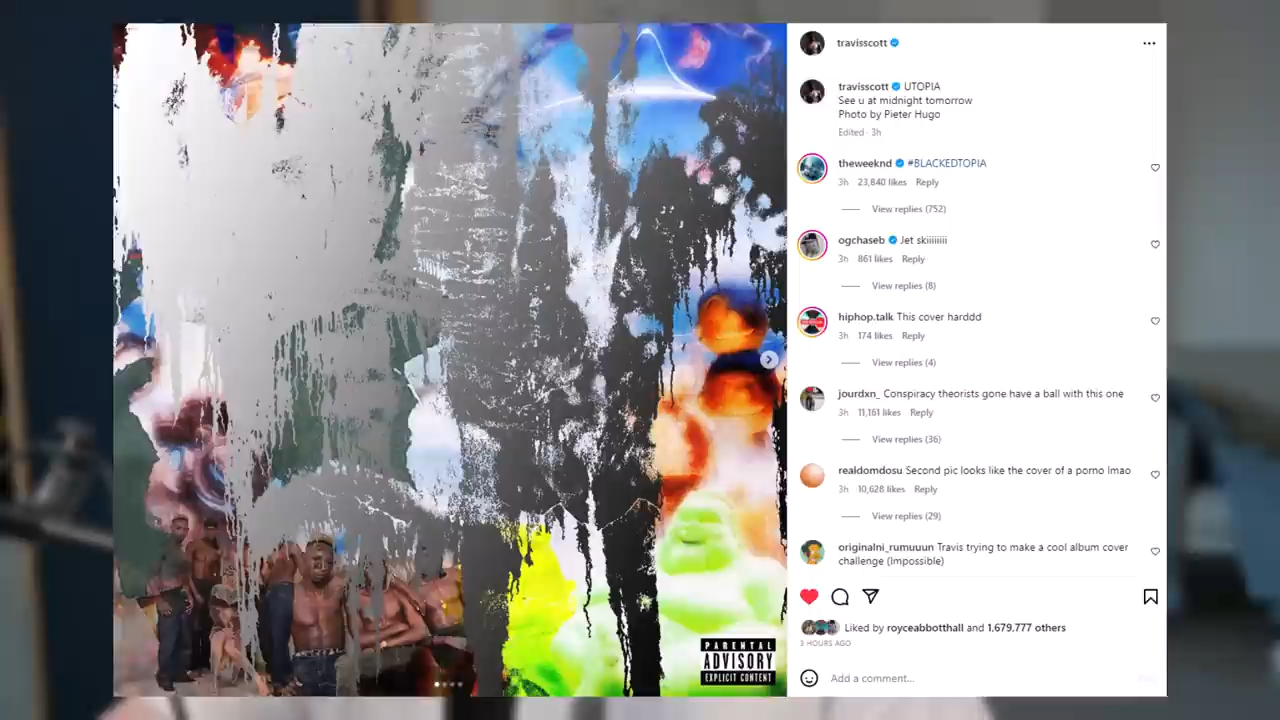 travisscott
travisscott UTOPIA
See u at midnight tomorrow
Photo by Pieter Hugo
Edited · 3h
theweeknd #BLACKEDTOPIA
3h 23,840 likes Reply
View replies (752)
ogchaseb Jet skiiiiiiii
3h 861 likes Reply
View replies (8)
hiphop.talk This cover harddd
3h 174 likes Reply
View replies (4)
jourdxn_ Conspiracy theorists gone have a ball with this one
3h 11,161 likes Reply
View replies (36)
realdomdosu Second pic looks like the cover of a porno lmao
3h 10,628 likes Reply
View replies (29)
originalni_rumuuun Travis trying to make a cool album cover
challenge (Impossible)
Liked by royceabbotthall and 1,679,777 others
3 HOURS AGO
Add a comment...
PARENTAL
ADVISORY
EXPLICIT CONTENT